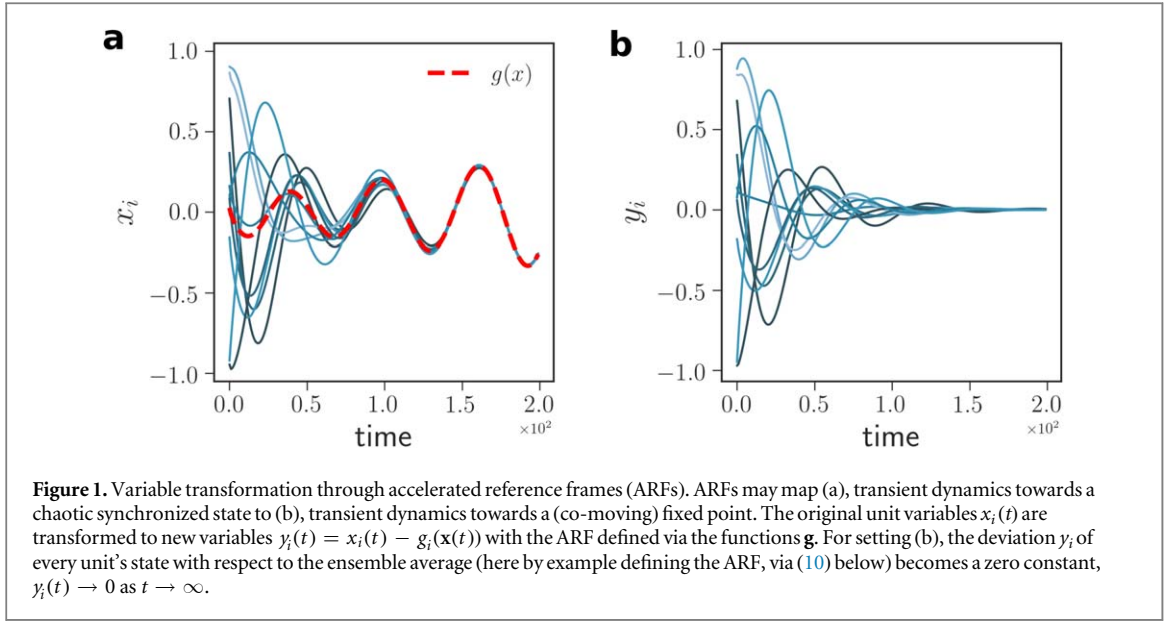 a
b
1.0
0.5
0.0
−0.5
−1.0
x_i
g(x)
0.0 0.5 1.0 1.5 2.0
×10²
time
1.0
0.5
0.0
−0.5
−1.0
y_i
0.0 0.5 1.0 1.5 2.0
×10²
time
Figure 1. Variable transformation through accelerated reference frames (ARFs). ARFs may map (a), transient dynamics towards a
chaotic synchronized state to (b), transient dynamics towards a (co-moving) fixed point. The original unit variables x_i(t) are
transformed to new variables y_i(t) = x_i(t) − g_i(x(t)) with the ARF defined via the functions g. For setting (b), the deviation y_i of
every unit's state with respect to the ensemble average (here by example defining the ARF, via (10) below) becomes a zero constant,
y_i(t) → 0 as t → ∞.